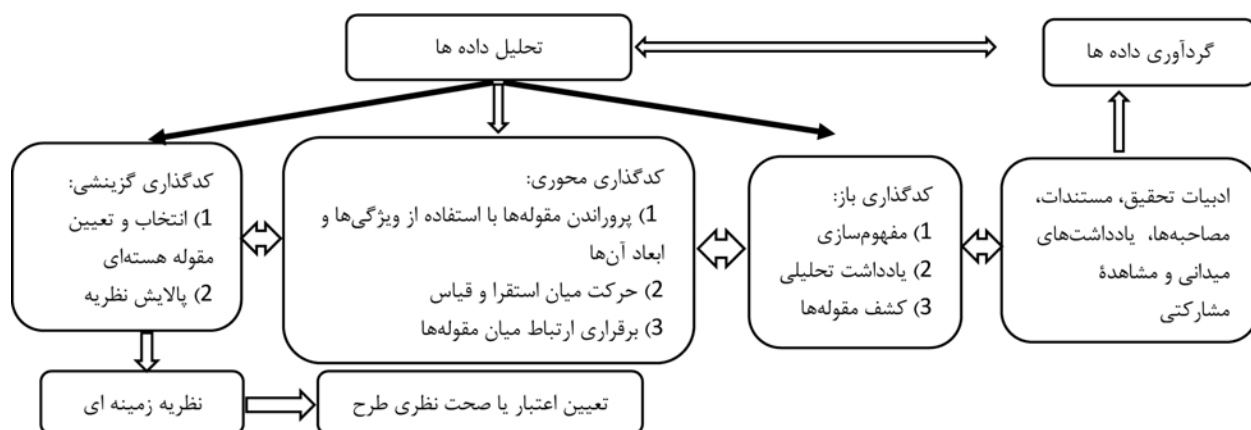 گردآوری داده ها
تحلیل داده ها
ادبیات تحقیق، مستندات،
مصاحبه‌ها، یادداشت‌های
میدانی و مشاهدهٔ
مشارکتی
کدگذاری باز:
1) مفهوم‌سازی
2) یادداشت تحلیلی
3) کشف مقوله‌ها
کدگذاری محوری:
1) پروراندن مقوله‌ها با استفاده از ویژگی‌ها و
ابعاد آن‌ها
2) حرکت میان استقرا و قیاس
3) برقراری ارتباط میان مقوله‌ها
کدگذاری گزینشی:
1) انتخاب و تعیین
مقوله هسته‌ای
2) پالایش نظریه
نظریه زمینه ای
تعیین اعتبار یا صحت نظری طرح